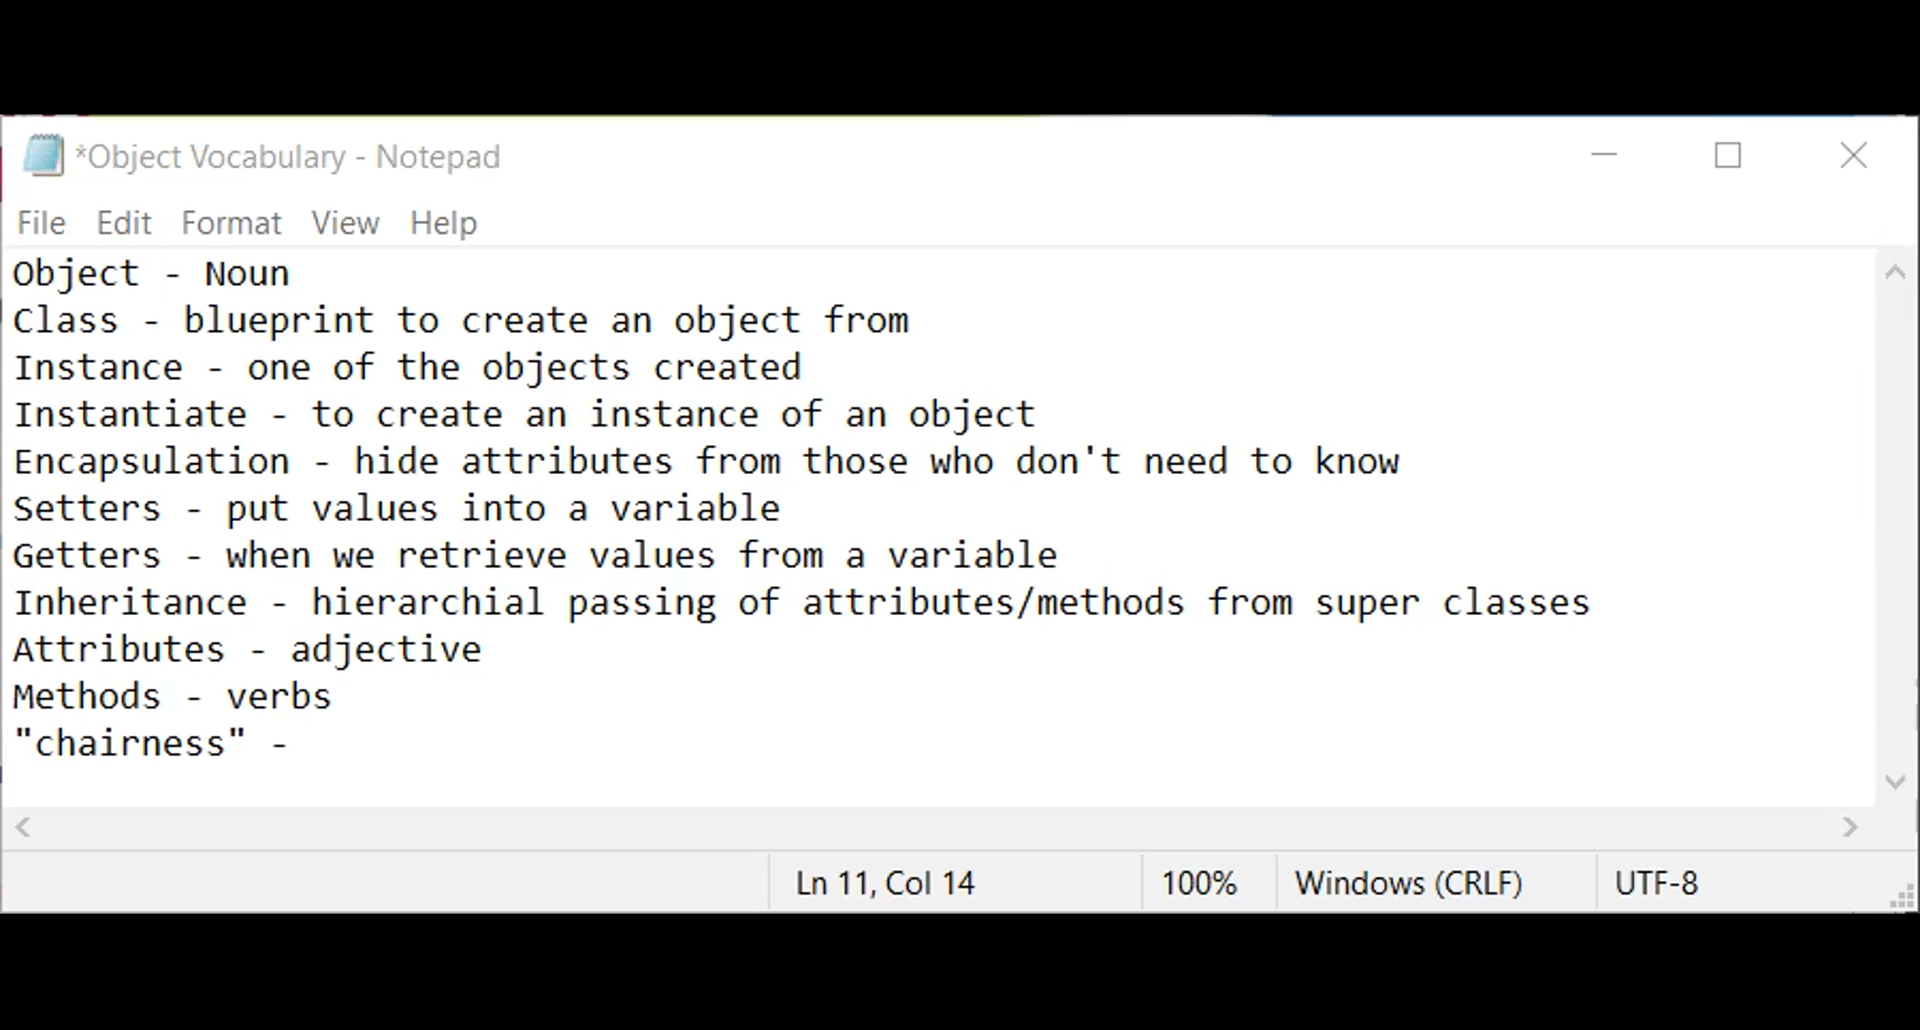 *Object Vocabulary - Notepad
File Edit Format View Help
Object - Noun
Class - blueprint to create an object from
Instance - one of the objects created
Instantiate - to create an instance of an object
Encapsulation - hide attributes from those who don't need to know
Setters - put values into a variable
Getters - when we retrieve values from a variable
Inheritance - hierarchial passing of attributes/methods from super classes
Attributes - adjective
Methods - verbs
"chairness" -
Ln 11, Col 14 100% Windows (CRLF) UTF-8